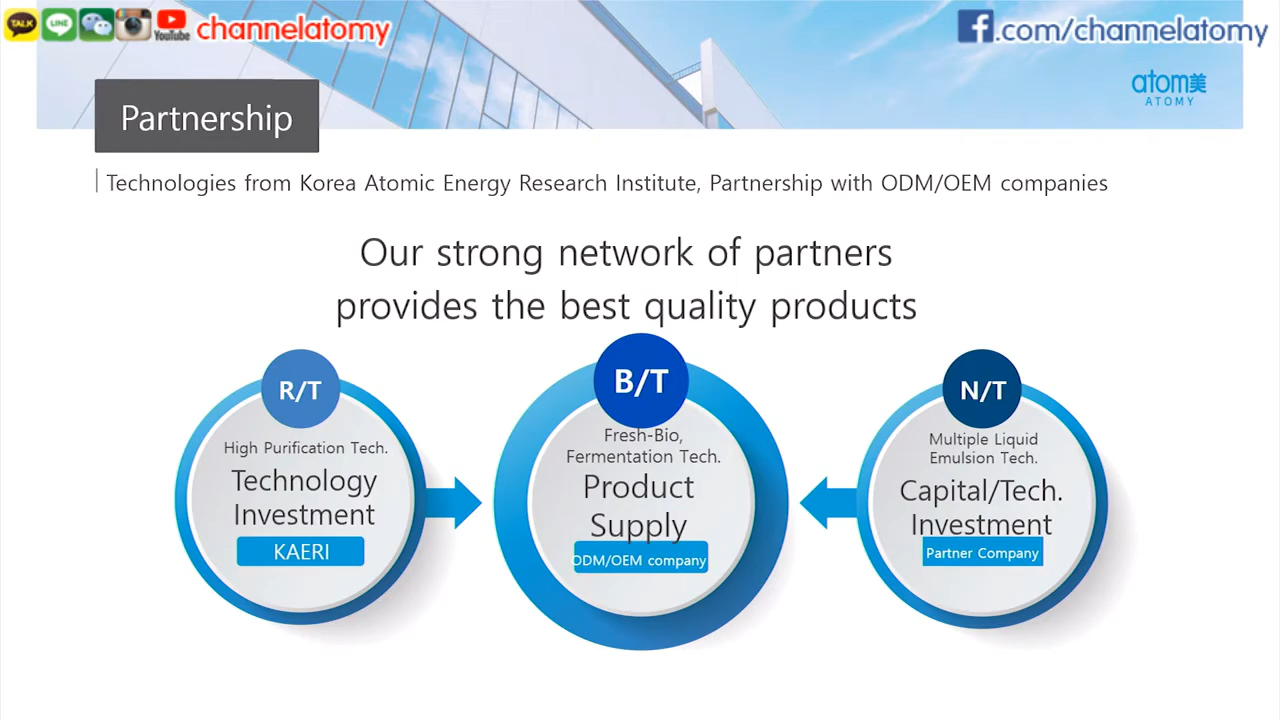 TALK
LINE
YouTube
channelatomy
.com/channelatomy
atom美
ATOMY
Partnership
Technologies from Korea Atomic Energy Research Institute, Partnership with ODM/OEM companies
Our strong network of partners
provides the best quality products
R/T
High Purification Tech.
Technology
Investment
KAERI
B/T
Fresh-Bio,
Fermentation Tech.
Product
Supply
ODM/OEM company
N/T
Multiple Liquid
Emulsion Tech.
Capital/Tech.
Investment
Partner Company